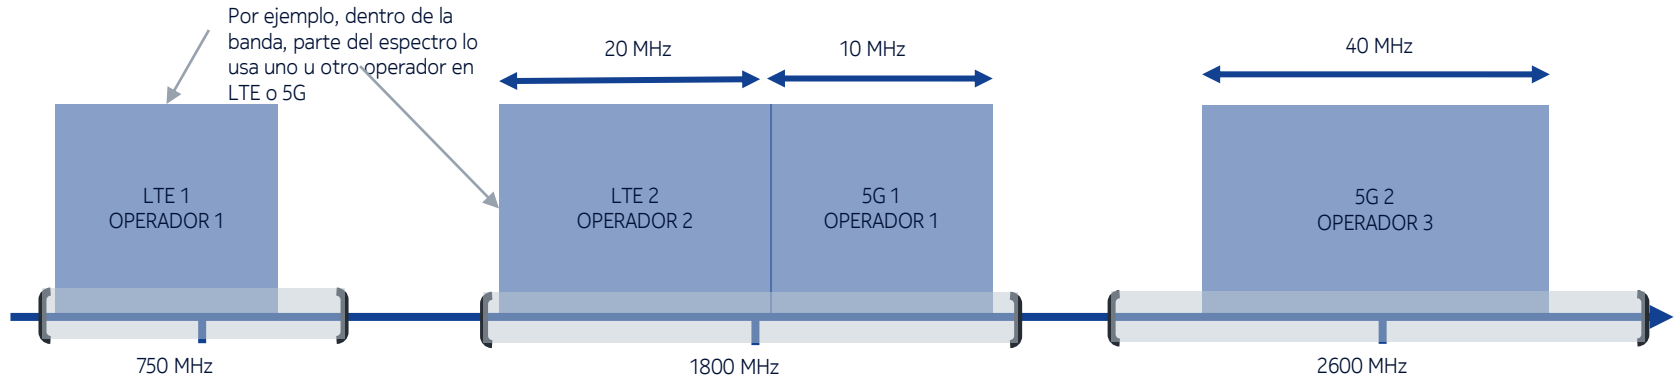 Por ejemplo, dentro de la
banda, parte del espectro lo
usa uno u otro operador en
LTE o 5G
20 MHz
10 MHz
40 MHz
LTE 1
OPERADOR 1
LTE 2
OPERADOR 2
5G 1
OPERADOR 1
5G 2
OPERADOR 3
750 MHz
1800 MHz
2600 MHz